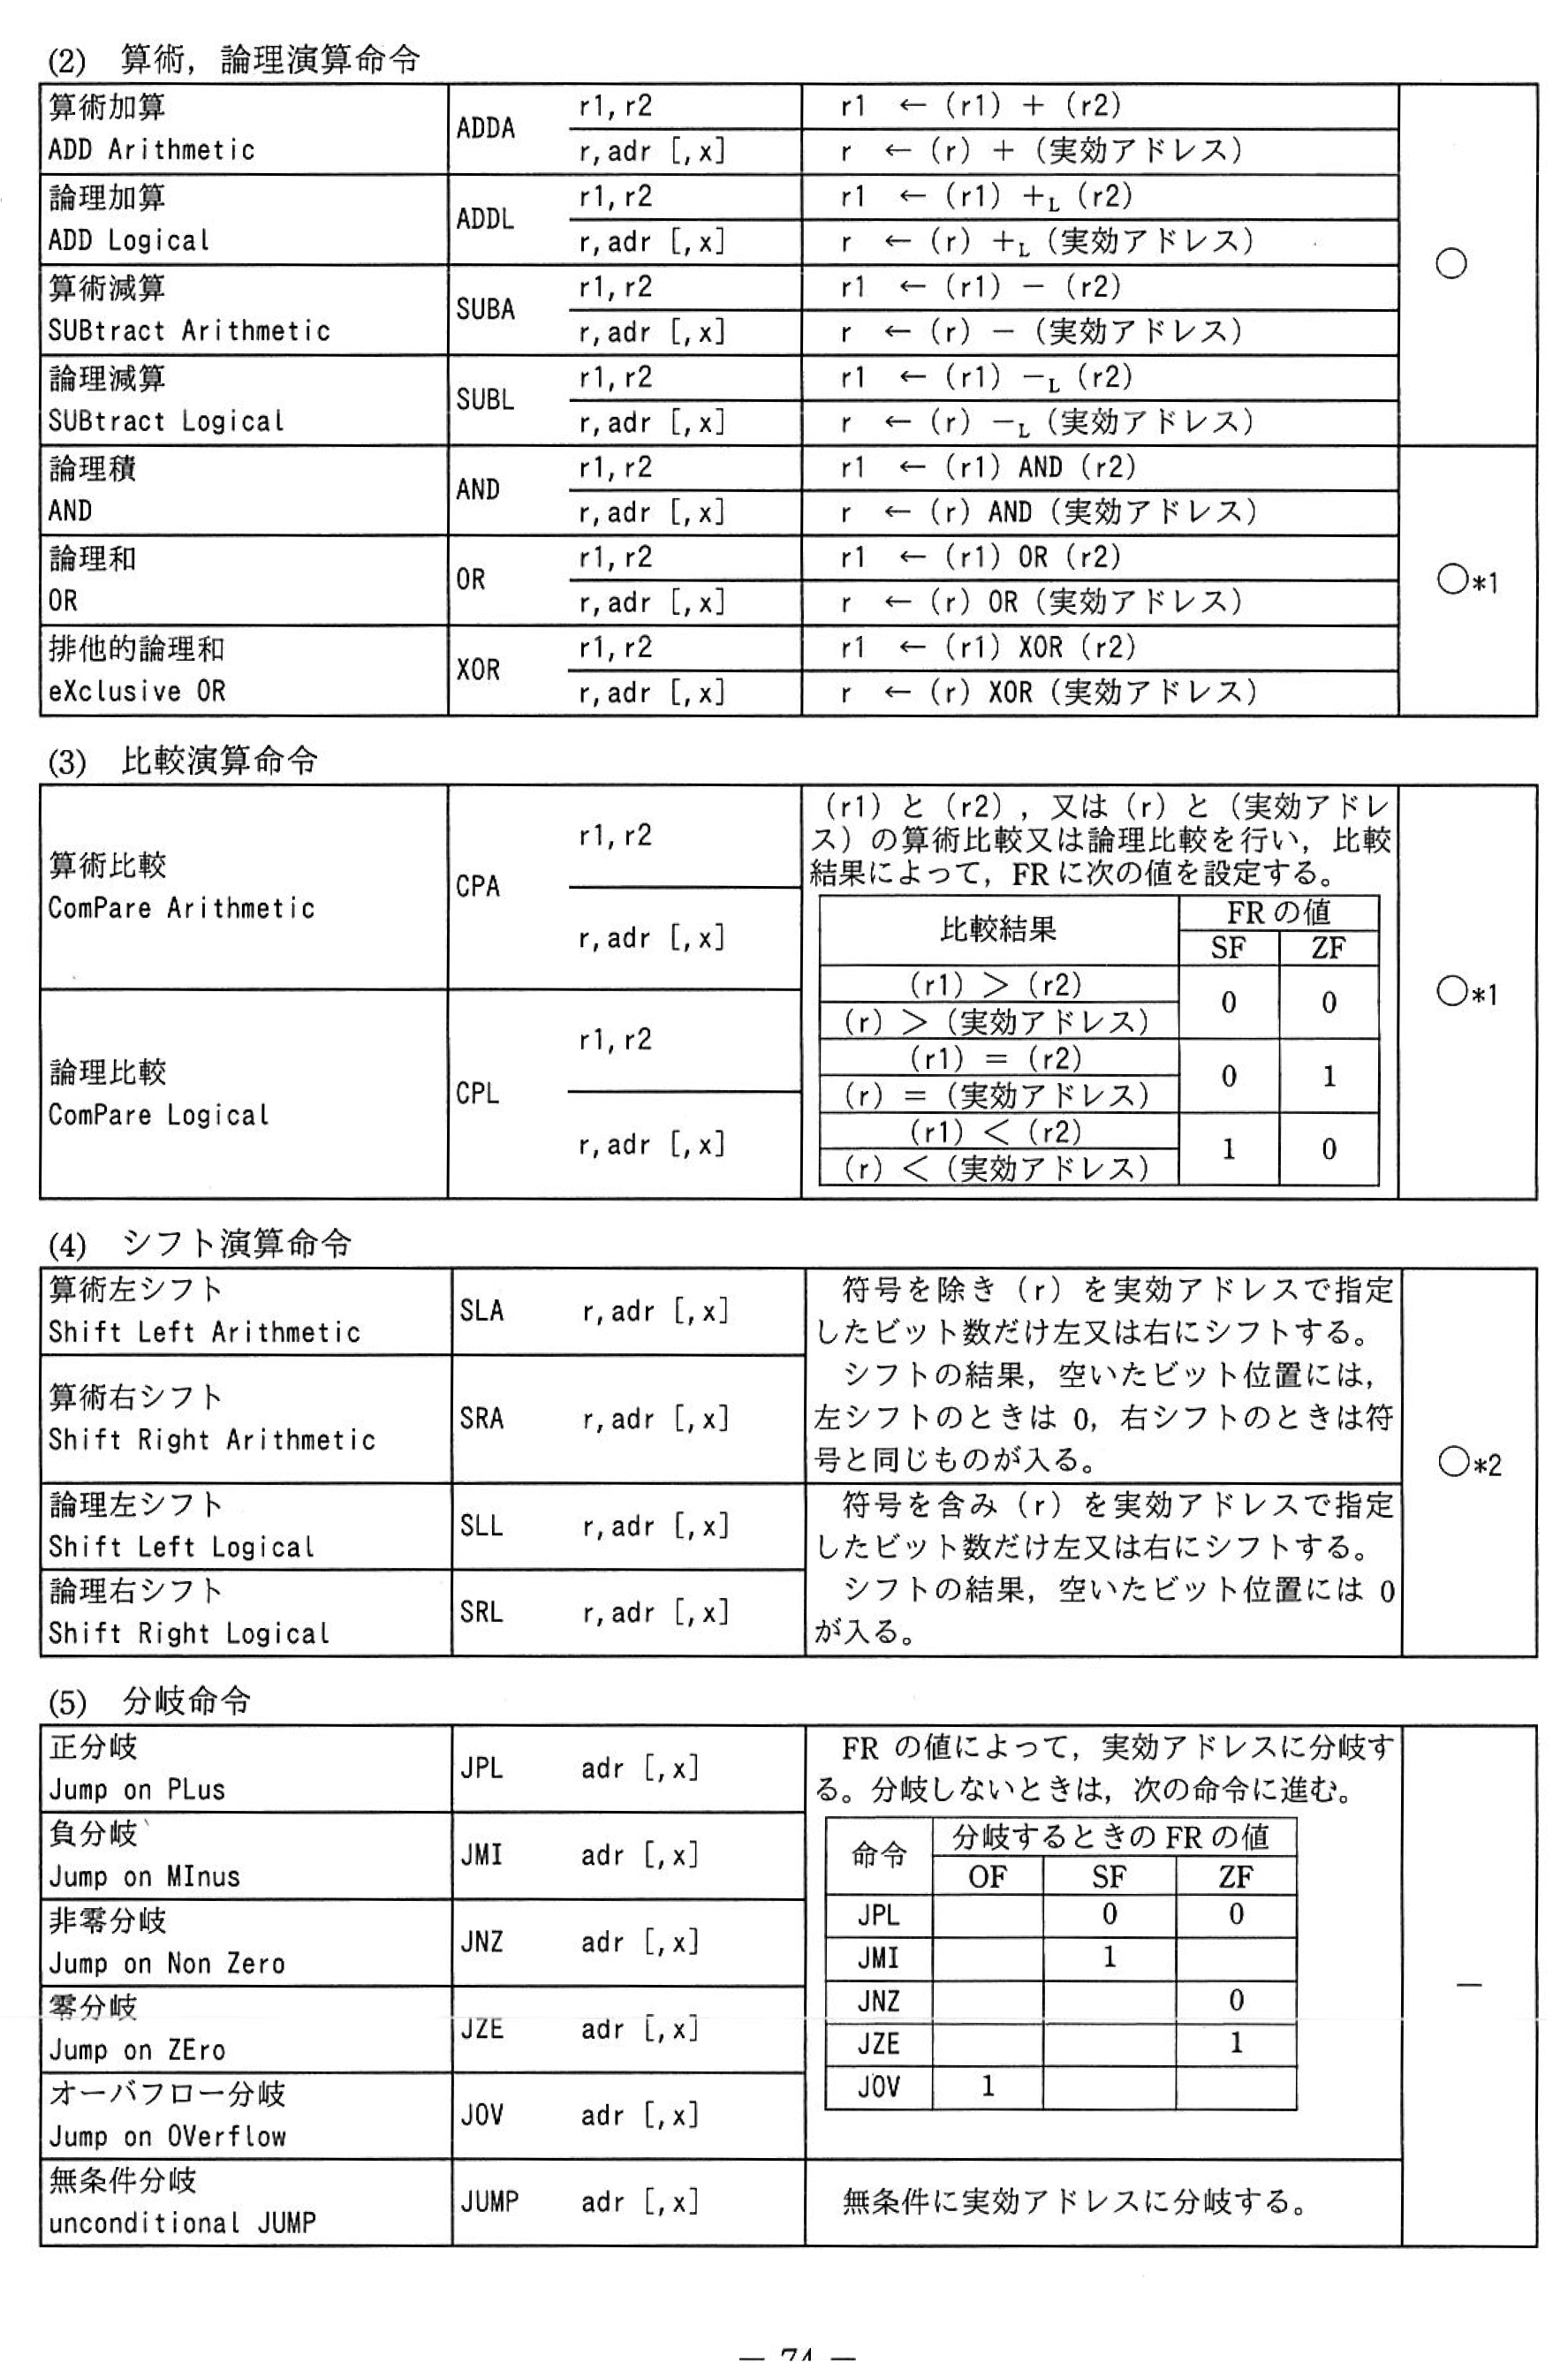 (2) 算術，論理演算命令
算術加算
ADD Arithmetic
ADDA
r1,r2
r1 ← (r1) ＋ (r2)
r,adr [,x]
r ← (r) ＋ (実効アドレス)
論理加算
ADD Logical
ADDL
r1,r2
r1 ← (r1) ＋L (r2)
r,adr [,x]
r ← (r) ＋L (実効アドレス)
算術減算
SUBtract Arithmetic
SUBA
r1,r2
r1 ← (r1) － (r2)
r,adr [,x]
r ← (r) － (実効アドレス)
論理減算
SUBtract Logical
SUBL
r1,r2
r1 ← (r1) －L (r2)
r,adr [,x]
r ← (r) －L (実効アドレス)
○
論理積
AND
AND
r1,r2
r1 ← (r1) AND (r2)
r,adr [,x]
r ← (r) AND (実効アドレス)
論理和
OR
OR
r1,r2
r1 ← (r1) OR (r2)
r,adr [,x]
r ← (r) OR (実効アドレス)
排他的論理和
eXclusive OR
XOR
r1,r2
r1 ← (r1) XOR (r2)
r,adr [,x]
r ← (r) XOR (実効アドレス)
○*1
(3) 比較演算命令
算術比較
ComPare Arithmetic
CPA
r1,r2
r,adr [,x]
論理比較
ComPare Logical
CPL
r1,r2
r,adr [,x]
(r1) と (r2) ，又は (r) と (実効アドレ
ス) の算術比較又は論理比較を行い，比較
結果によって，FR に次の値を設定する。
比較結果
FR の値
SF ZF
(r1) ＞ (r2)
(r) ＞ (実効アドレス)
0 0
(r1) ＝ (r2)
(r) ＝ (実効アドレス)
0 1
(r1) ＜ (r2)
(r) ＜ (実効アドレス)
1 0
○*1
(4) シフト演算命令
算術左シフト
Shift Left Arithmetic
SLA r,adr [,x]
算術右シフト
Shift Right Arithmetic
SRA r,adr [,x]
符号を除き (r) を実効アドレスで指定
したビット数だけ左又は右にシフトする。
シフトの結果，空いたビット位置には，
左シフトのときは 0，右シフトのときは符
号と同じものが入る。
論理左シフト
Shift Left Logical
SLL r,adr [,x]
論理右シフト
Shift Right Logical
SRL r,adr [,x]
符号を含み (r) を実効アドレスで指定
したビット数だけ左又は右にシフトする。
シフトの結果，空いたビット位置には 0
が入る。
○*2
(5) 分岐命令
正分岐
Jump on PLus
JPL adr [,x]
負分岐
Jump on MInus
JMI adr [,x]
非零分岐
Jump on Non Zero
JNZ adr [,x]
零分岐
Jump on ZEro
JZE adr [,x]
オーバフロー分岐
Jump on OVerflow
JOV adr [,x]
FR の値によって，実効アドレスに分岐す
る。分岐しないときは，次の命令に進む。
命令
分岐するときの FR の値
OF SF ZF
JPL 0 0
JMI 1
JNZ 0
JZE 1
JOV 1
無条件分岐
unconditional JUMP
JUMP adr [,x]
無条件に実効アドレスに分岐する。
－
－ 74 －